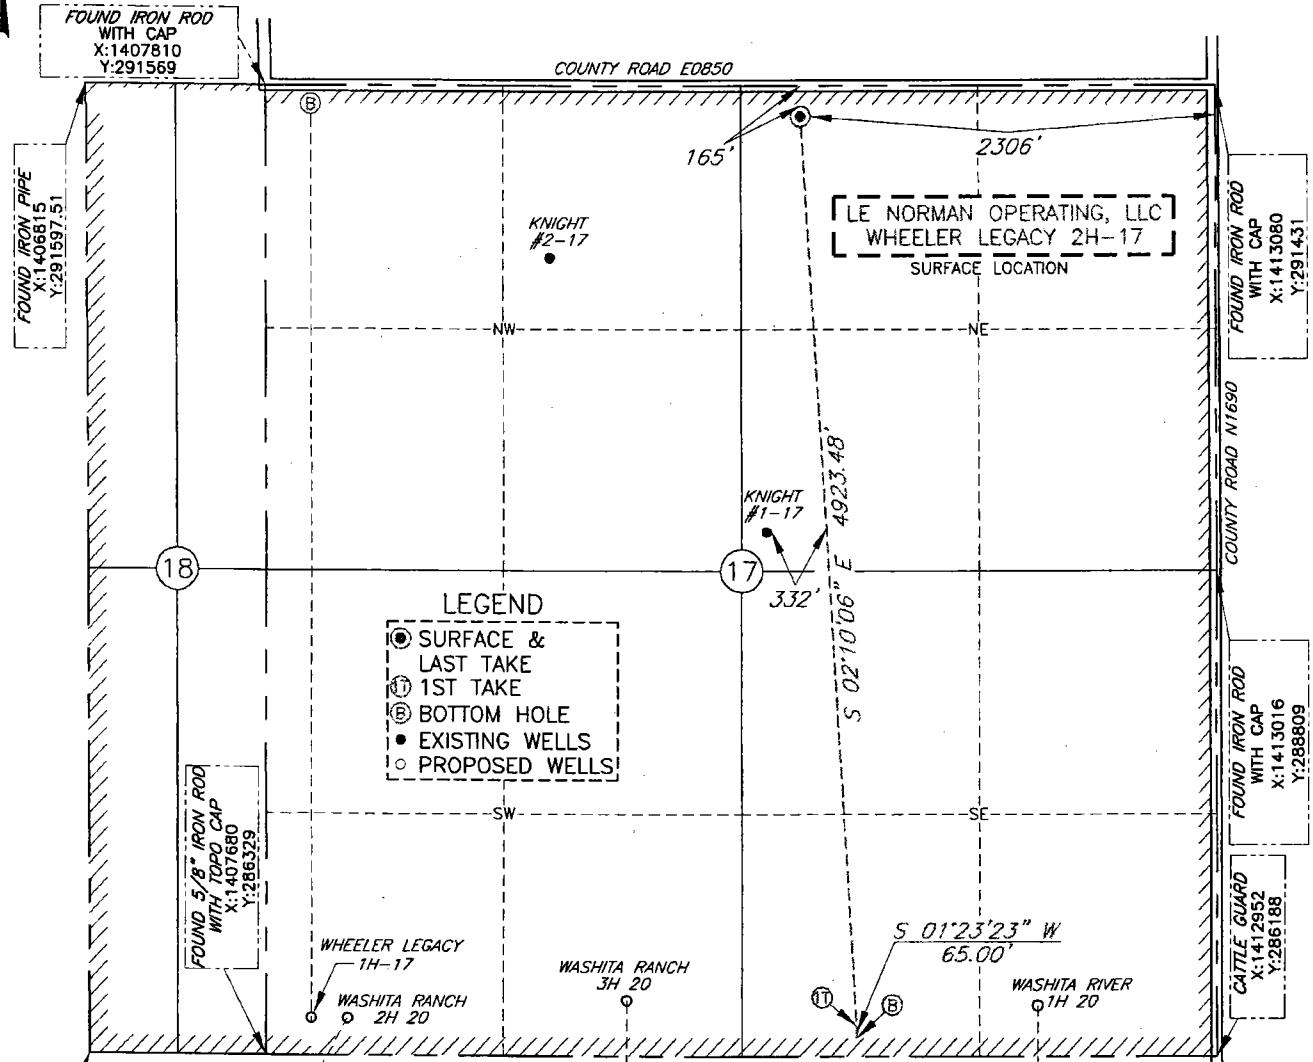 FOUND IRON ROD
WITH CAP
X:1407810
Y:291569
COUNTY ROAD E0850
B
165'
2306'
FOUND IRON PIPE
X:1406815
Y:291597.51
LE NORMAN OPERATING, LLC
WHEELER LEGACY 2H-17
SURFACE LOCATION
FOUND IRON ROD
WITH CAP
X:1413080
Y:291431
KNIGHT
#2-17
NW
NE
COUNTY ROAD N1690
S 02°10'06" E 4923.48'
KNIGHT
#1-17
332'
18
17
LEGEND
SURFACE &
LAST TAKE
1T 1ST TAKE
B BOTTOM HOLE
EXISTING WELLS
PROPOSED WELLS
FOUND IRON ROD
WITH CAP
X:1413016
Y:288809
SW
SE
FOUND 5/8" IRON ROD
WITH TOPO CAP
X:1407680
Y:286329
CATTLE GUARD
X:1412952
Y:286188
S 01°23'23" W
65.00'
WHEELER LEGACY
1H-17
WASHITA RANCH
2H 20
WASHITA RANCH
3H 20
1T
B
WASHITA RIVER
1H 20